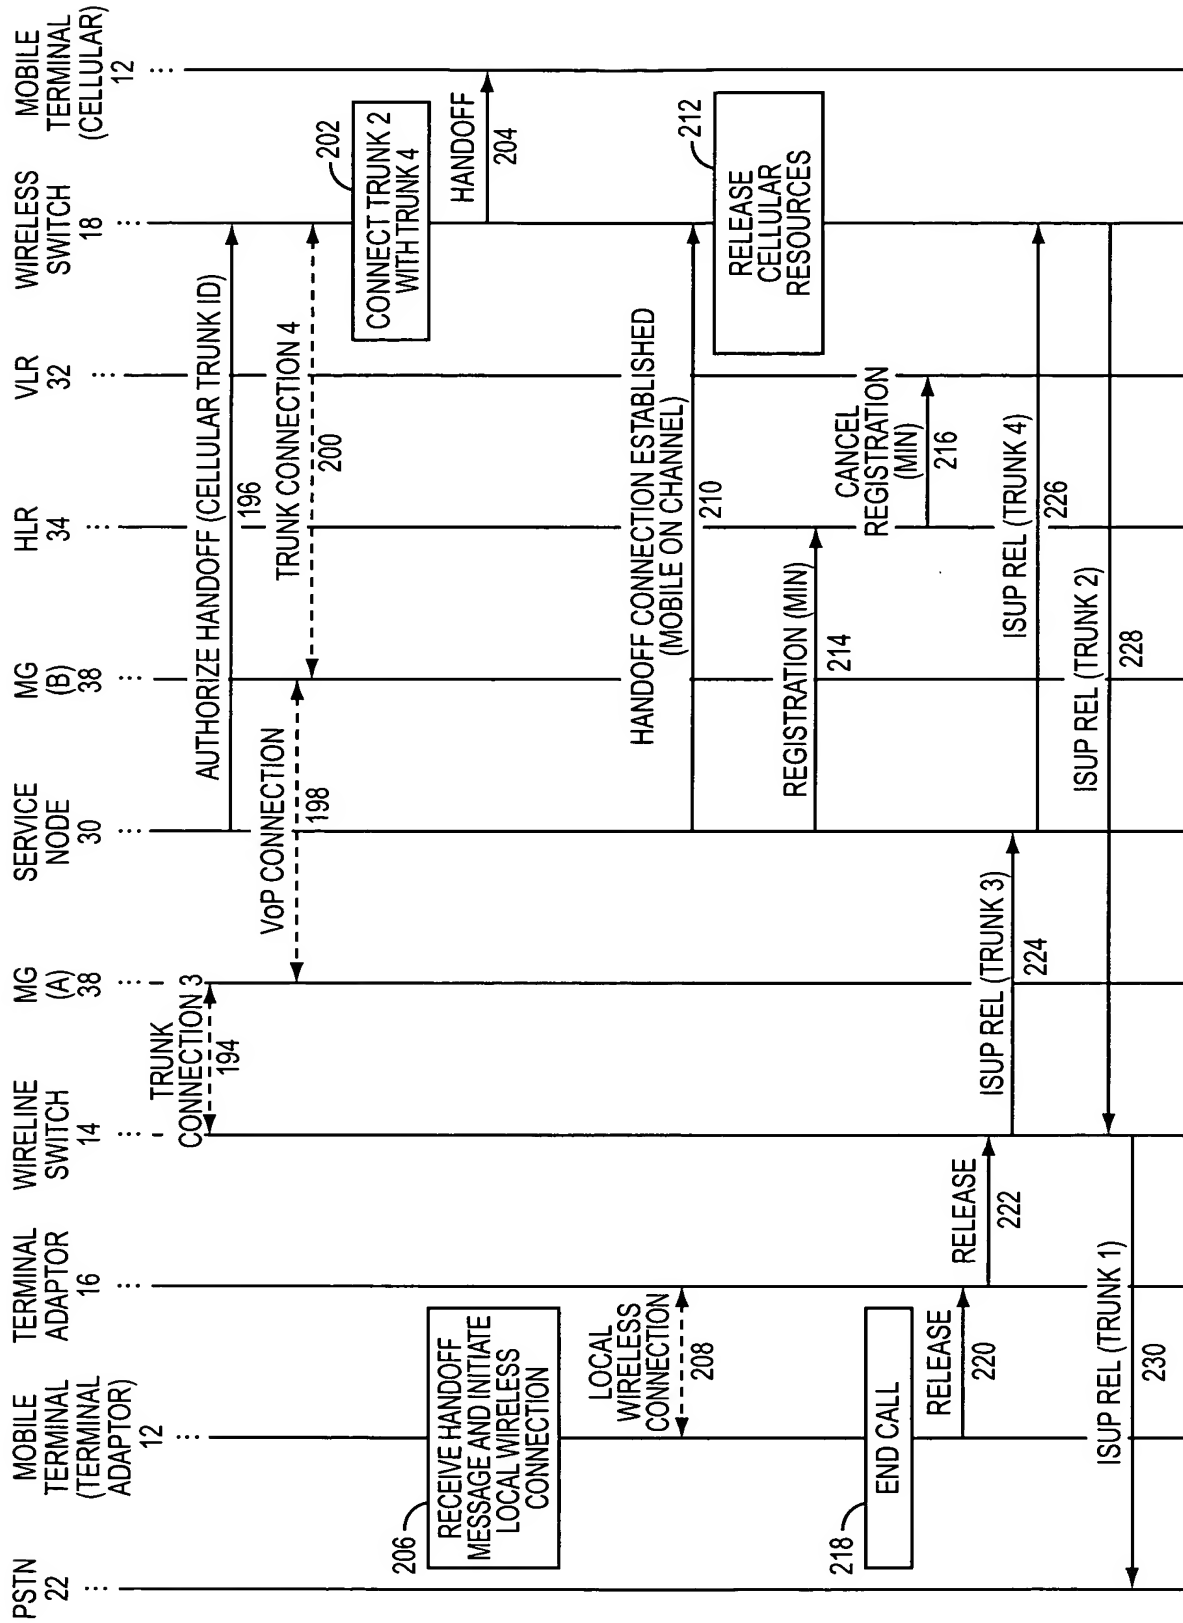 PSTN
22
MOBILE
TERMINAL
(TERMINAL
ADAPTOR)
12
TERMINAL
ADAPTOR
16
WIRELINE
SWITCH
14
MG
(A)
38
SERVICE
NODE
30
MG
(B)
38
HLR
34
VLR
32
WIRELESS
SWITCH
18
MOBILE
TERMINAL
(CELLULAR)
12
TRUNK
CONNECTION 3
194
AUTHORIZE HANDOFF (CELLULAR TRUNK ID)
196
VoP CONNECTION
198
TRUNK CONNECTION 4
200
202
CONNECT TRUNK 2
WITH TRUNK 4
HANDOFF
204
206
RECEIVE HANDOFF
MESSAGE AND INITIATE
LOCAL WIRELESS
CONNECTION
LOCAL
WIRELESS
CONNECTION
208
HANDOFF CONNECTION ESTABLISHED
(MOBILE ON CHANNEL)
210
212
RELEASE
CELLULAR
RESOURCES
REGISTRATION (MIN)
214
CANCEL
REGISTRATION
(MIN)
216
218
END CALL
RELEASE
220
RELEASE
222
ISUP REL (TRUNK 3)
224
ISUP REL (TRUNK 4)
226
ISUP REL (TRUNK 2)
228
ISUP REL (TRUNK 1)
230